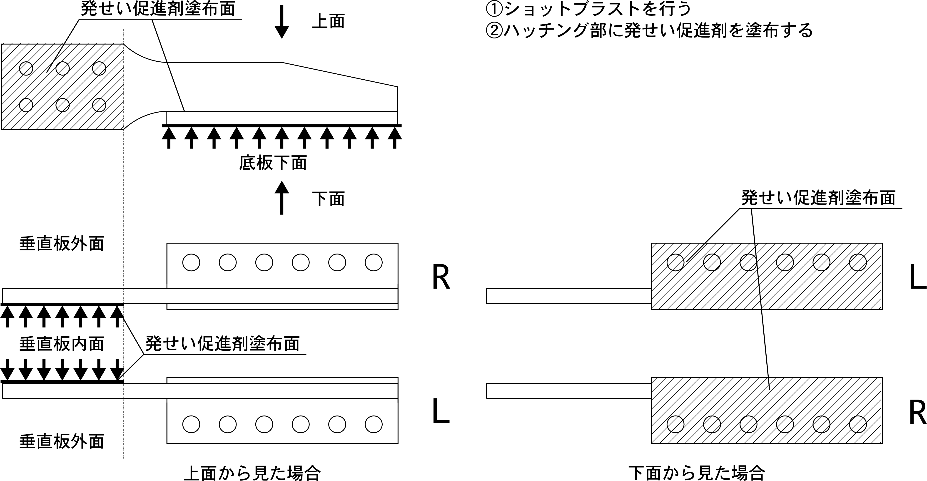 発せい促進剤塗布面
上面
①ショットブラストを行う
②ハッチング部に発せい促進剤を塗布する
底板下面
下面
発せい促進剤塗布面
垂直板外面
R
L
垂直板内面
発せい促進剤塗布面
L
R
垂直板外面
上面から見た場合
下面から見た場合